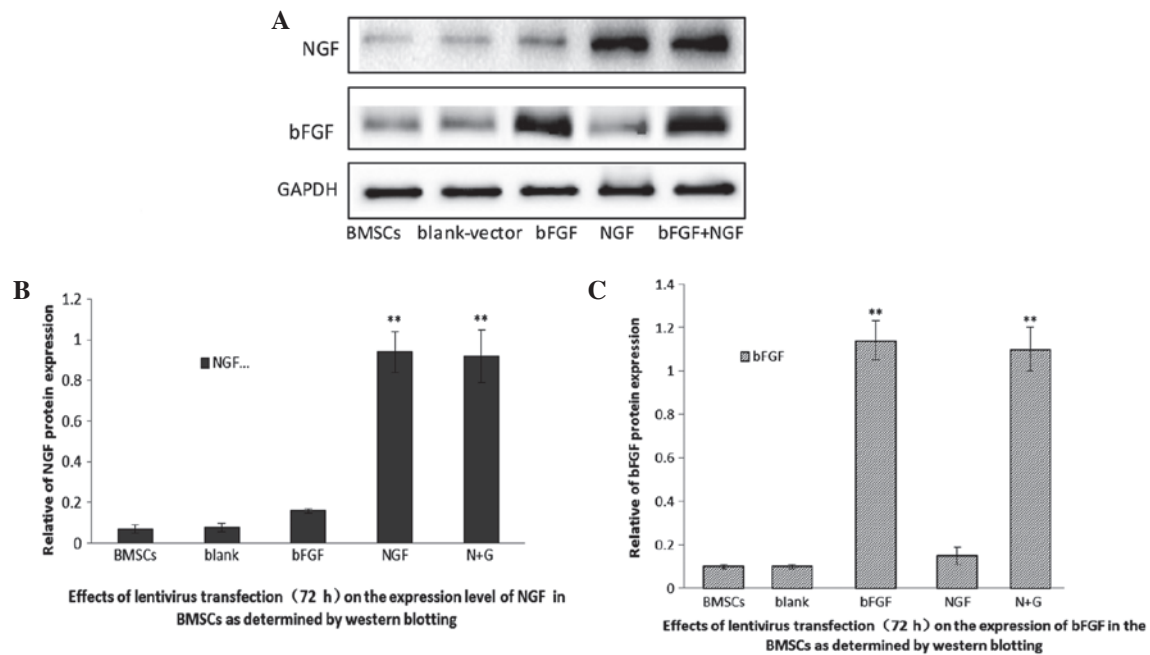 A
NGF
bFGF
GAPDH
BMSCs blank-vector bFGF NGF bFGF+NGF
B
Relative of NGF protein expression
1.2
1
0.8
0.6
0.4
0.2
0
**
**
NGF...
BMSCs blank bFGF NGF N+G
Effects of lentivirus transfection (72 h) on the expression level of NGF in
BMSCs as determined by western blotting
C
Relative of bFGF protein expression
1.4
1.2
1
0.8
0.6
0.4
0.2
0
**
**
bFGF
BMSCs blank bFGF NGF N+G
Effects of lentivirus transfection (72 h) on the expression of bFGF in the
BMSCs as determined by western blotting